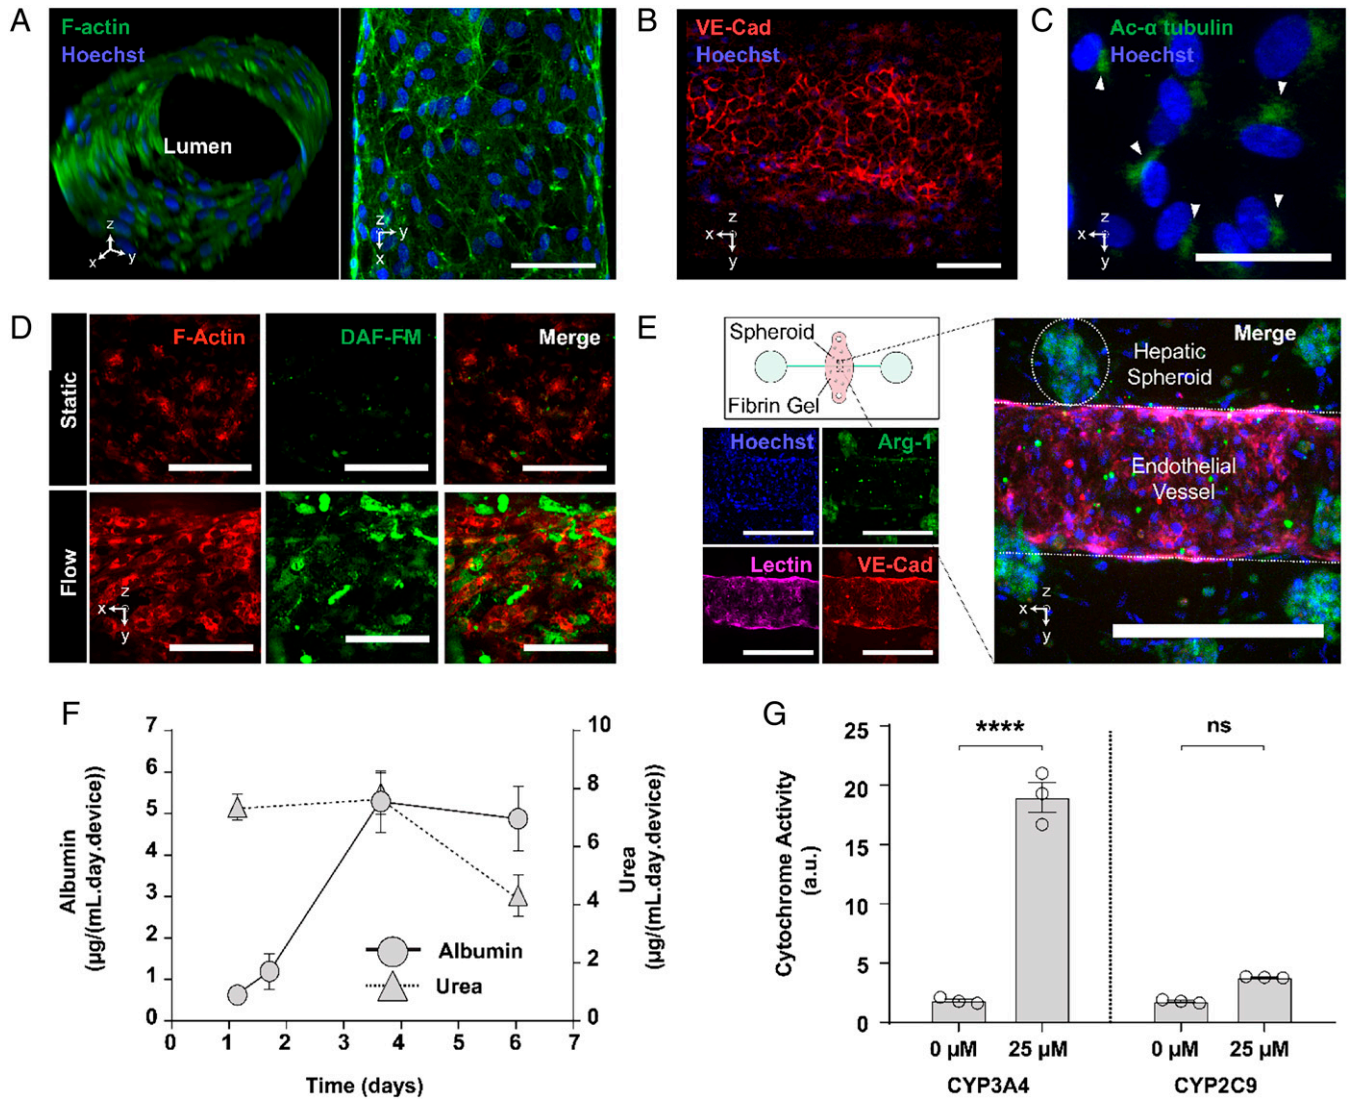 A
F-actin
Hoechst
Lumen
z
x
y
z
y
x
B
VE-Cad
Hoechst
z
x
y
C
Ac-α tubulin
Hoechst
z
x
y
D
Static
F-Actin
DAF-FM
Merge
Flow
z
x
y
E
Spheroid
Fibrin Gel
Hoechst
Arg-1
Lectin
VE-Cad
Merge
Hepatic
Spheroid
Endothelial
Vessel
z
x
y
F
Albumin
(µg/(mL.day.device))
7
6
5
4
3
2
1
0
Urea
(µg/(mL.day.device))
10
8
6
4
2
0
Albumin
Urea
0 1 2 3 4 5 6 7
Time (days)
G
Cytochrome Activity
(a.u.)
25
20
15
10
5
0
****
ns
0 µM 25 µM 0 µM 25 µM
CYP3A4 CYP2C9